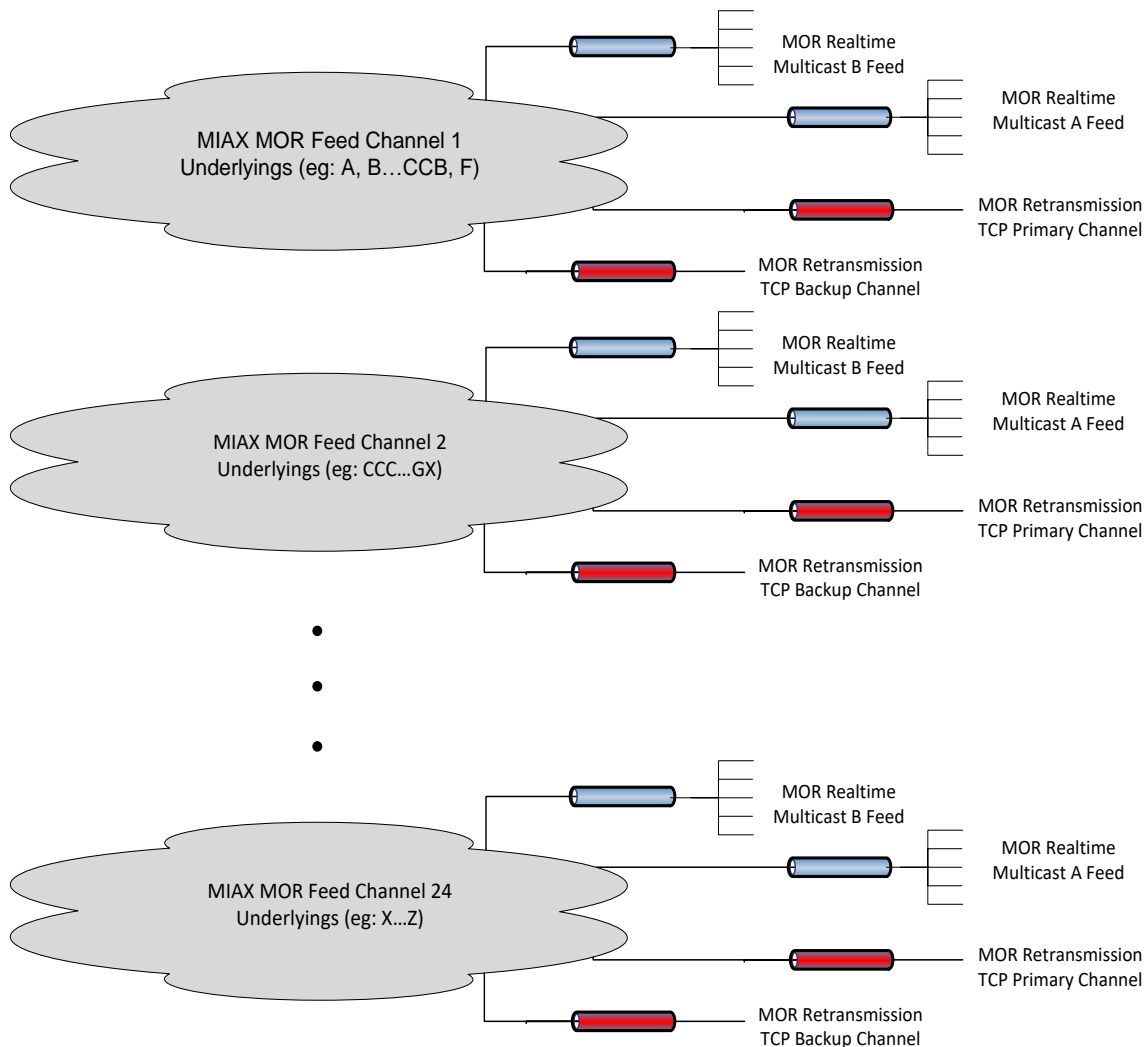 MOR Realtime
Multicast B Feed
MOR Realtime
Multicast A Feed
MIAX MOR Feed Channel 1
Underlyings (eg: A, B…CCB, F)
MOR Retransmission
TCP Primary Channel
MOR Retransmission
TCP Backup Channel
MOR Realtime
Multicast B Feed
MOR Realtime
Multicast A Feed
MIAX MOR Feed Channel 2
Underlyings (eg: CCC…GX)
MOR Retransmission
TCP Primary Channel
MOR Retransmission
TCP Backup Channel
MOR Realtime
Multicast B Feed
MOR Realtime
Multicast A Feed
MIAX MOR Feed Channel 24
Underlyings (eg: X…Z)
MOR Retransmission
TCP Primary Channel
MOR Retransmission
TCP Backup Channel